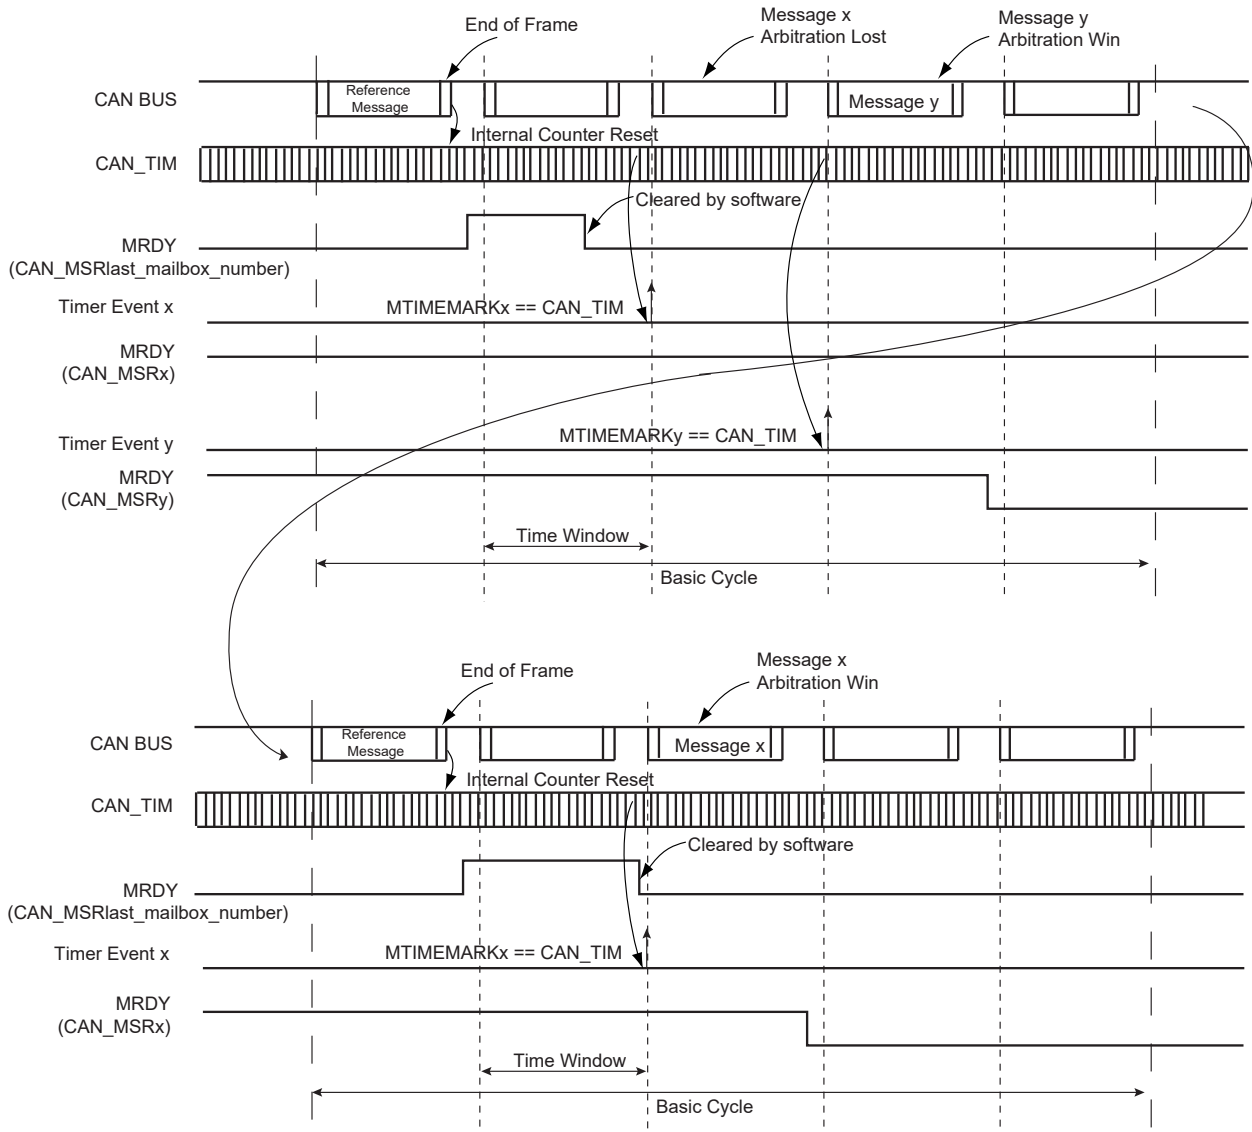 End of Frame
Message x
Arbitration Lost
Message y
Arbitration Win
CAN BUS
Reference
Message
Message y
Internal Counter Reset
CAN_TIM
Cleared by software
MRDY
(CAN_MSRlast_mailbox_number)
Timer Event x
MTIMEMARKx == CAN_TIM
MRDY
(CAN_MSRx)
Timer Event y
MTIMEMARKy == CAN_TIM
MRDY
(CAN_MSRy)
Time Window
Basic Cycle
End of Frame
Message x
Arbitration Win
CAN BUS
Reference
Message
Message x
Internal Counter Reset
CAN_TIM
Cleared by software
MRDY
(CAN_MSRlast_mailbox_number)
Timer Event x
MTIMEMARKx == CAN_TIM
MRDY
(CAN_MSRx)
Time Window
Basic Cycle